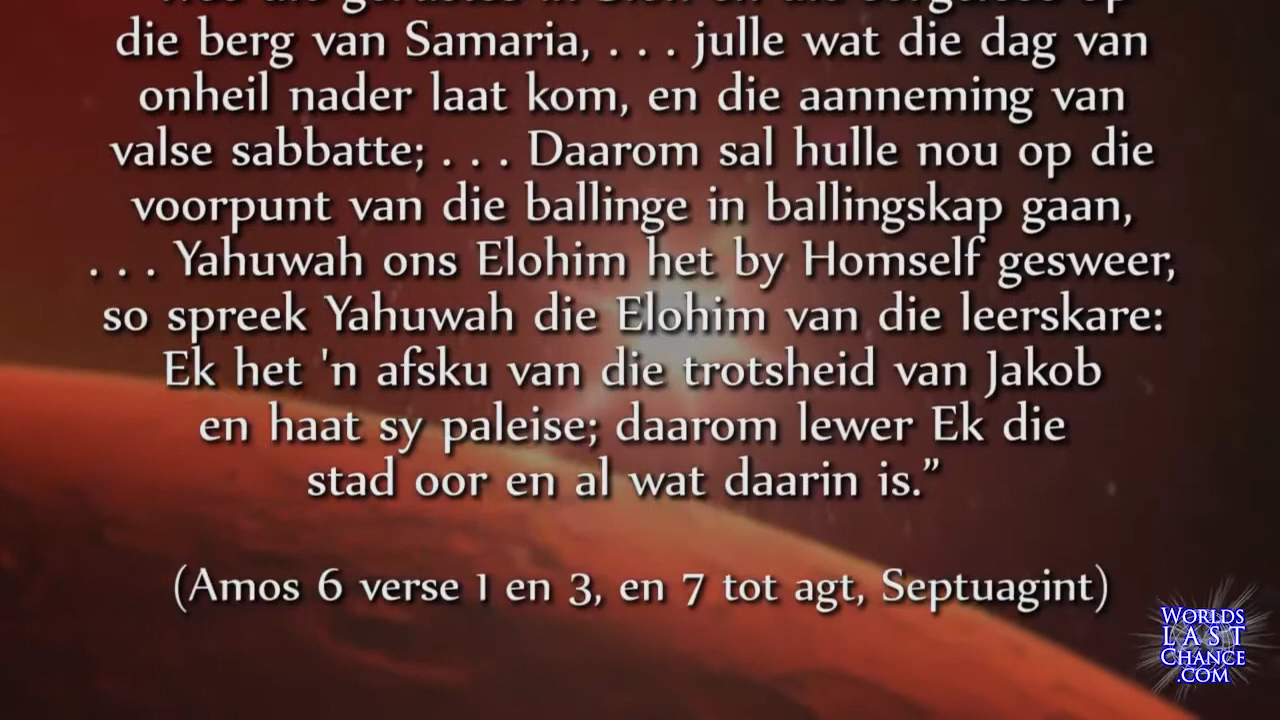 die berg van Samaria, . . . julle wat die dag van
onheil nader laat kom, en die aanneming van
valse sabbatte; . . . Daarom sal hulle nou op die
voorpunt van die ballinge in ballingskap gaan,
. . . Yahuwah ons Elohim het by Homself gesweer,
so spreek Yahuwah die Elohim van die leerskare:
Ek het 'n afsku van die trotsheid van Jakob
en haat sy paleise; daarom lewer Ek die
stad oor en al wat daarin is.”
(Amos 6 verse 1 en 3, en 7 tot agt, Septuagint)
WORLDS
LAST
CHANCE
.COM